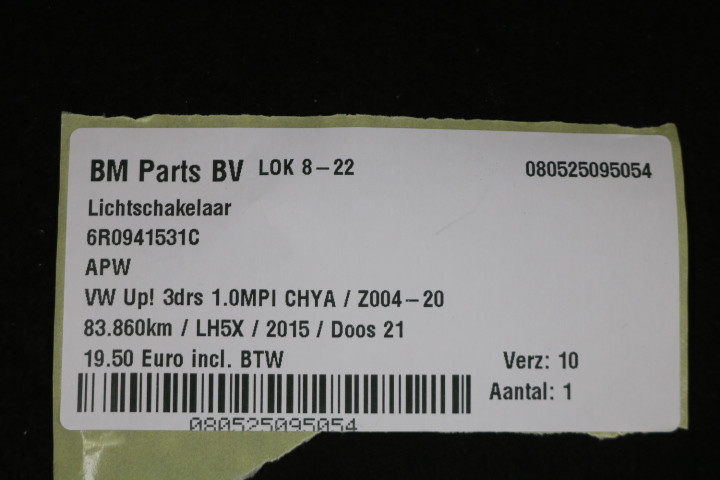 BM Parts BV LOK 8-22 080525095054
Lichtschakelaar
6R0941531C
APW
VW Up! 3drs 1.0MPI CHYA / Z004-20
83.860km / LH5X / 2015 / Doos 21
19.50 Euro incl. BTW Verz: 10
Aantal: 1
080525095054